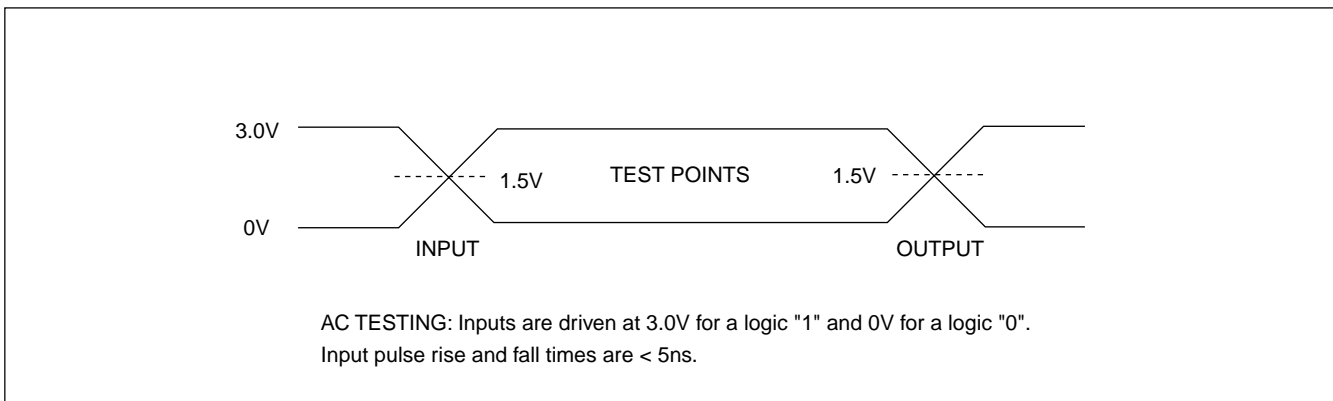 3.0V
1.5V
TEST POINTS
1.5V
0V
INPUT
OUTPUT
AC TESTING: Inputs are driven at 3.0V for a logic "1" and 0V for a logic "0".
Input pulse rise and fall times are < 5ns.